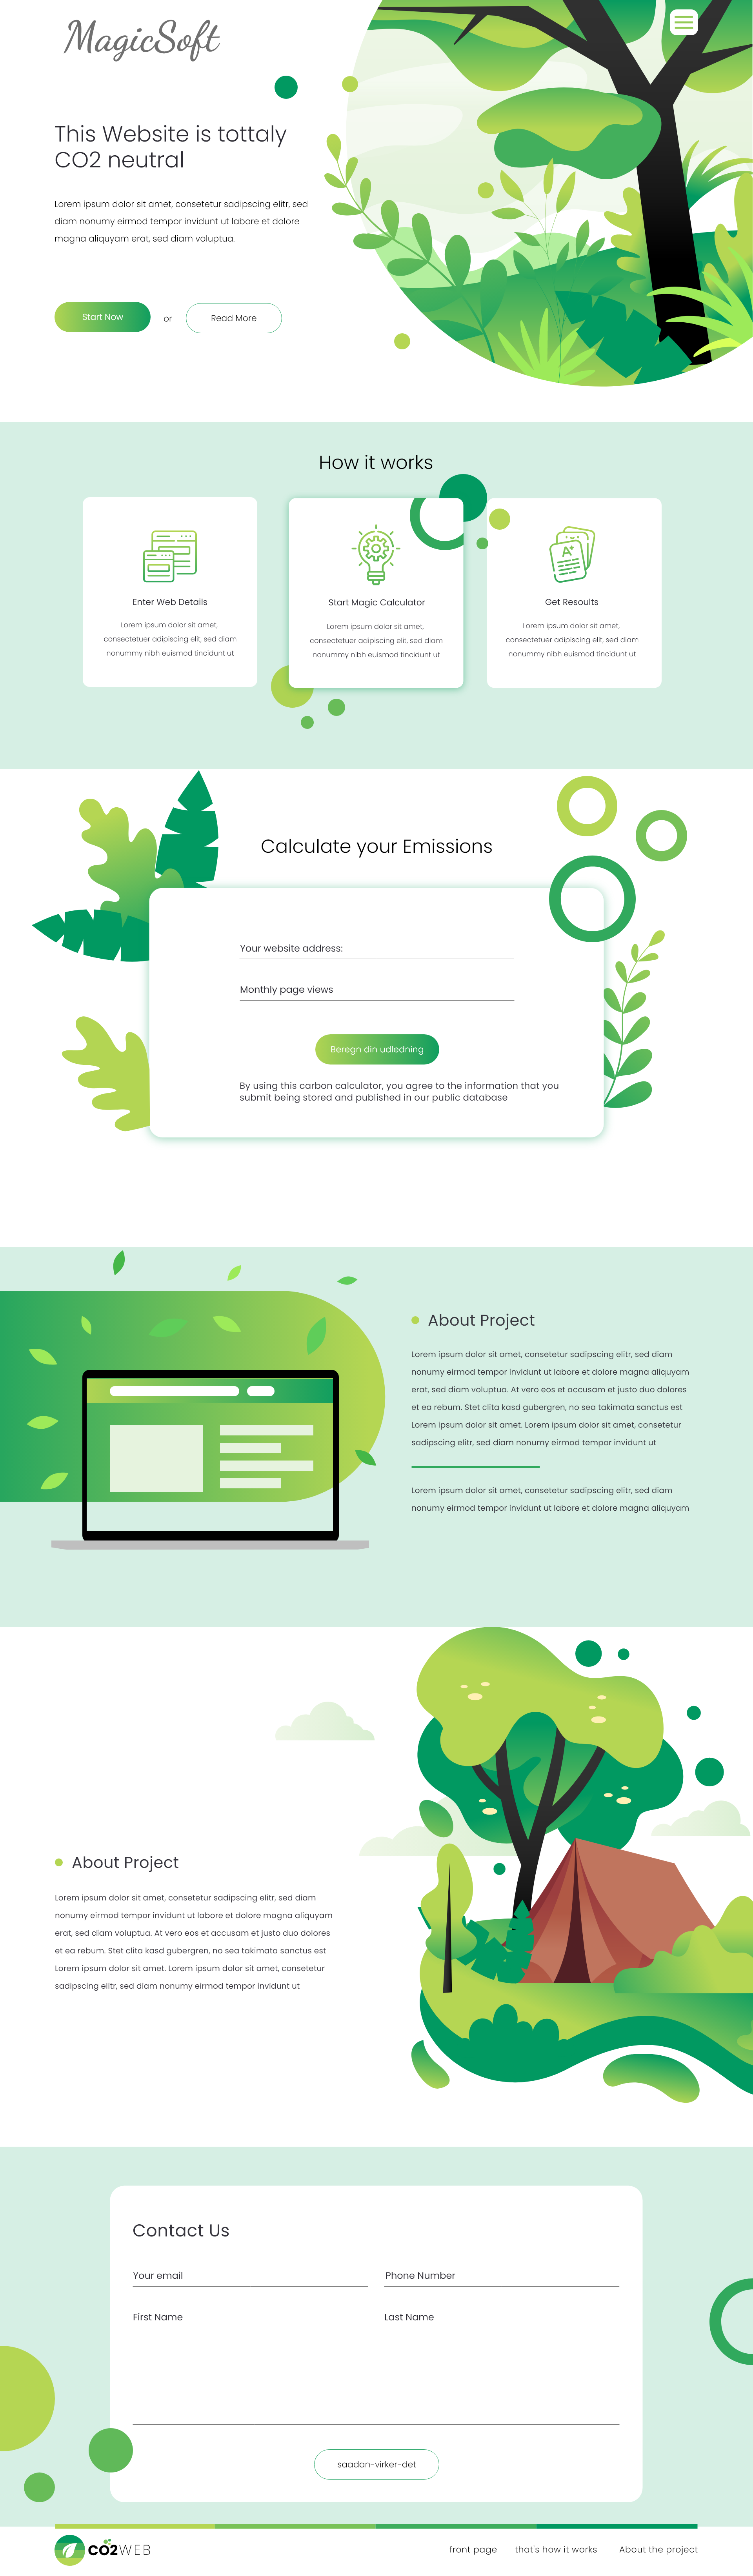 MagicSoft
This Website is tottaly
CO2 neutral
Lorem ipsum dolor sit amet, consetetur sadipscing elitr, sed
diam nonumy eirmod tempor invidunt ut labore et dolore
magna aliquyam erat, sed diam voluptua.
Start Now
or
Read More
How it works
Enter Web Details
Lorem ipsum dolor sit amet,
consectetuer adipiscing elit, sed diam
nonummy nibh euismod tincidunt ut
A+
Start Magic Calculator
Lorem ipsum dolor sit amet,
consectetuer adipiscing elit, sed diam
nonummy nibh euismod tincidunt ut
Get Resoults
Lorem ipsum dolor sit amet,
consectetuer adipiscing elit, sed diam
nonummy nibh euismod tincidunt ut
Calculate your Emissions
Your website address:
Monthly page views
Beregn din udledning
By using this carbon calculator, you agree to the information that you
submit being stored and published in our public database
About Project
Lorem ipsum dolor sit amet, consetetur sadipscing elitr, sed diam
nonumy eirmod tempor invidunt ut labore et dolore magna aliquyam
erat, sed diam voluptua. At vero eos et accusam et justo duo dolores
et ea rebum. Stet clita kasd gubergren, no sea takimata sanctus est
Lorem ipsum dolor sit amet. Lorem ipsum dolor sit amet, consetetur
sadipscing elitr, sed diam nonumy eirmod tempor invidunt ut
Lorem ipsum dolor sit amet, consetetur sadipscing elitr, sed diam
nonumy eirmod tempor invidunt ut labore et dolore magna aliquyam
About Project
Lorem ipsum dolor sit amet, consetetur sadipscing elitr, sed diam
nonumy eirmod tempor invidunt ut labore et dolore magna aliquyam
erat, sed diam voluptua. At vero eos et accusam et justo duo dolores
et ea rebum. Stet clita kasd gubergren, no sea takimata sanctus est
Lorem ipsum dolor sit amet. Lorem ipsum dolor sit amet, consetetur
sadipscing elitr, sed diam nonumy eirmod tempor invidunt ut
Contact Us
Your email
Phone Number
First Name
Last Name
saadan-virker-det
CO2WEB
front page
that's how it works
About the project